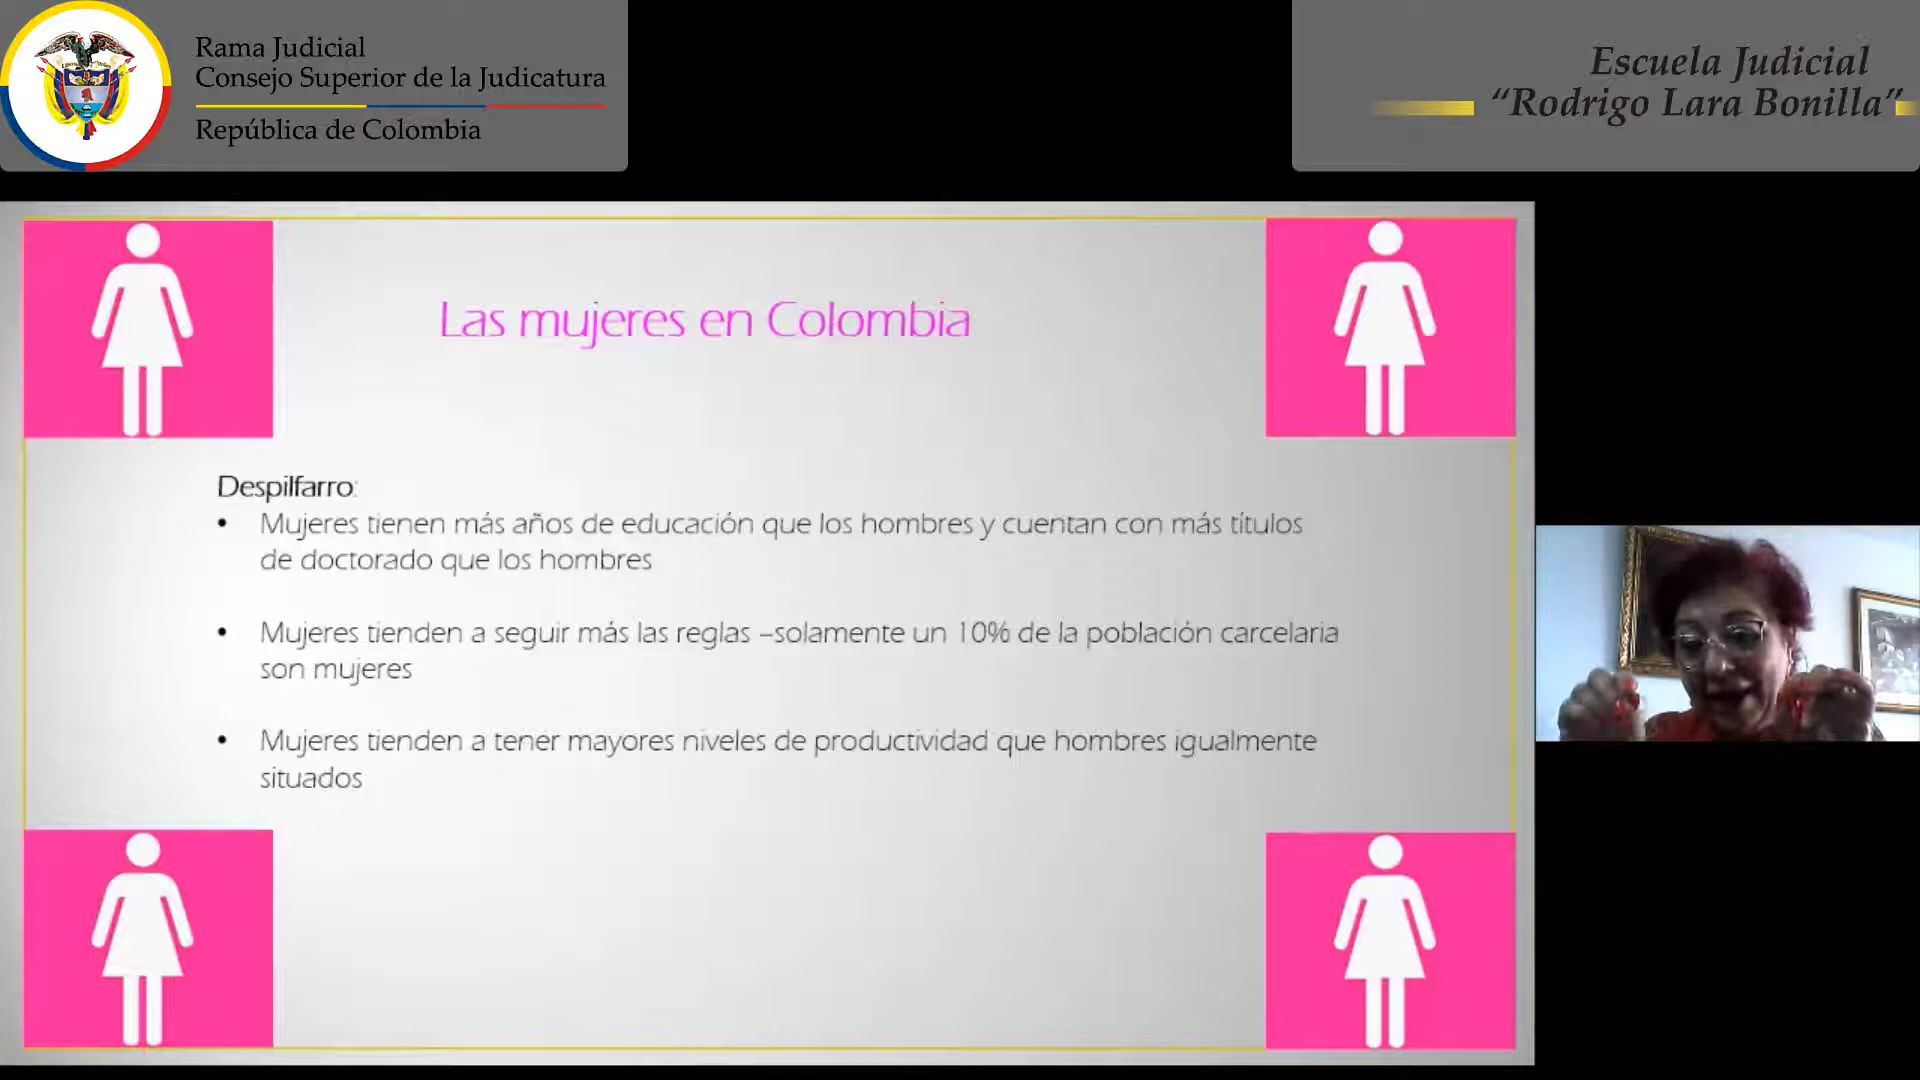 Rama Judicial
Consejo Superior de la Judicatura
República de Colombia
Escuela Judicial
“Rodrigo Lara Bonilla”
Las mujeres en Colombia
Despilfarro:
• Mujeres tienen más años de educación que los hombres y cuentan con más títulos
de doctorado que los hombres
• Mujeres tienden a seguir más las reglas –solamente un 10% de la población carcelaria
son mujeres
• Mujeres tienden a tener mayores niveles de productividad que hombres igualmente
situados